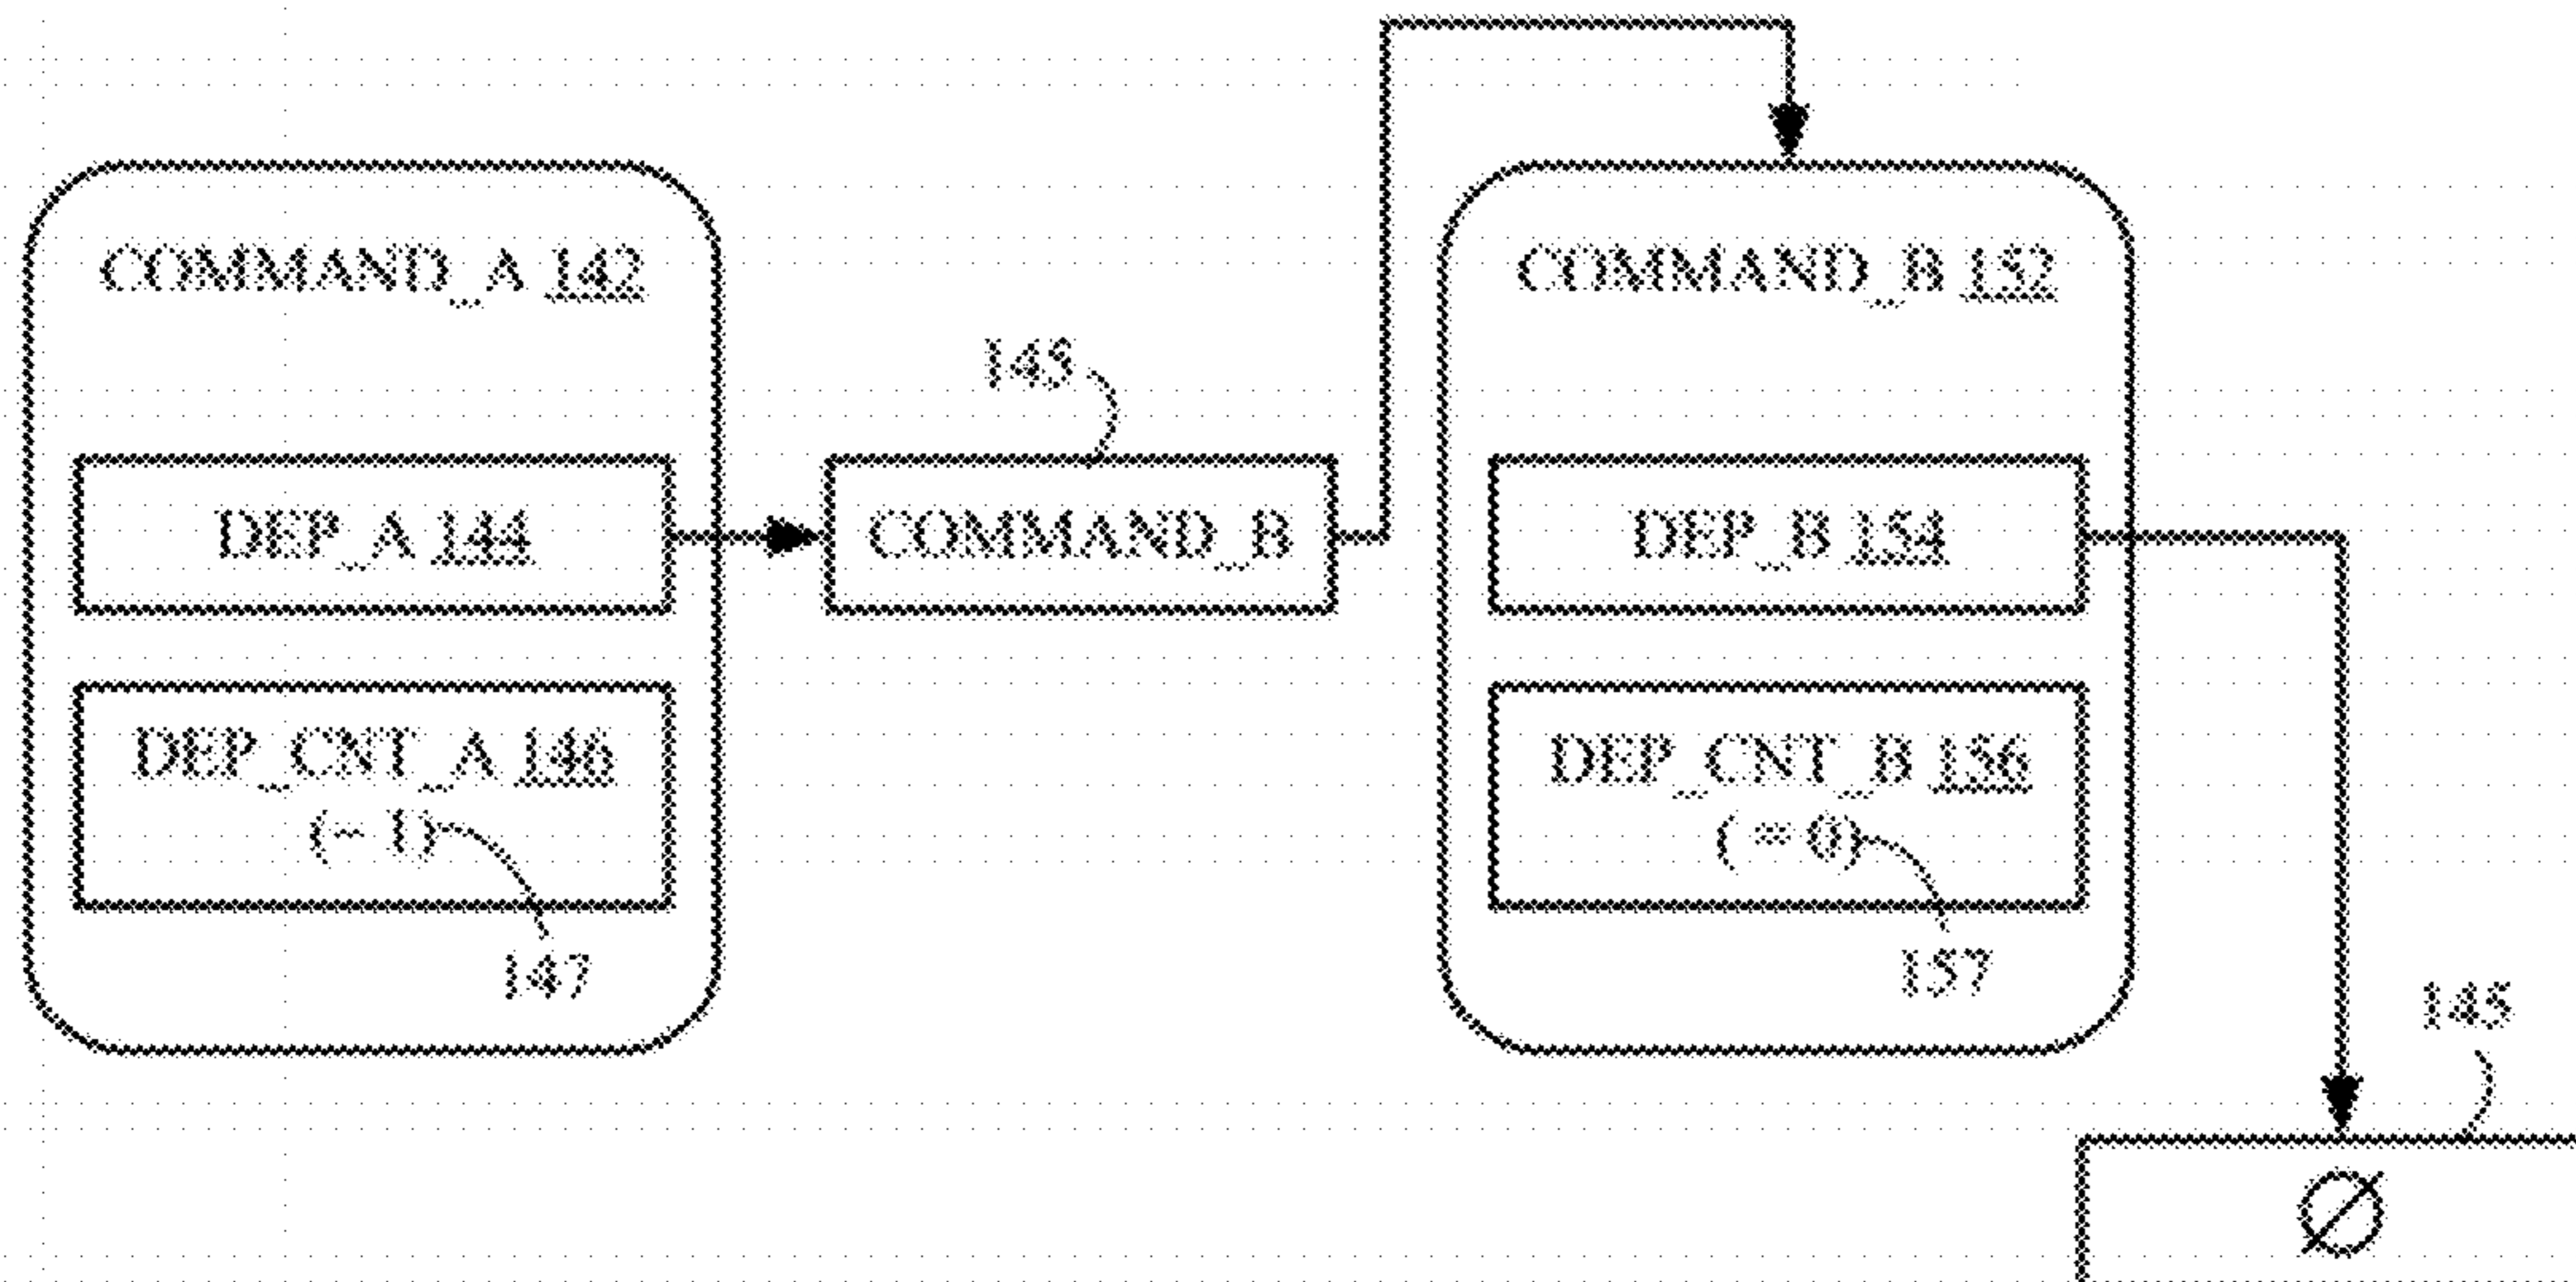 COMMAND_A 142
DEP_A 144
DEP_CNT_A 146
(= 1)
147
145
COMMAND_B
COMMAND_B 152
DEP_B 154
DEP_CNT_B 156
( = 0)
157
145
Ø